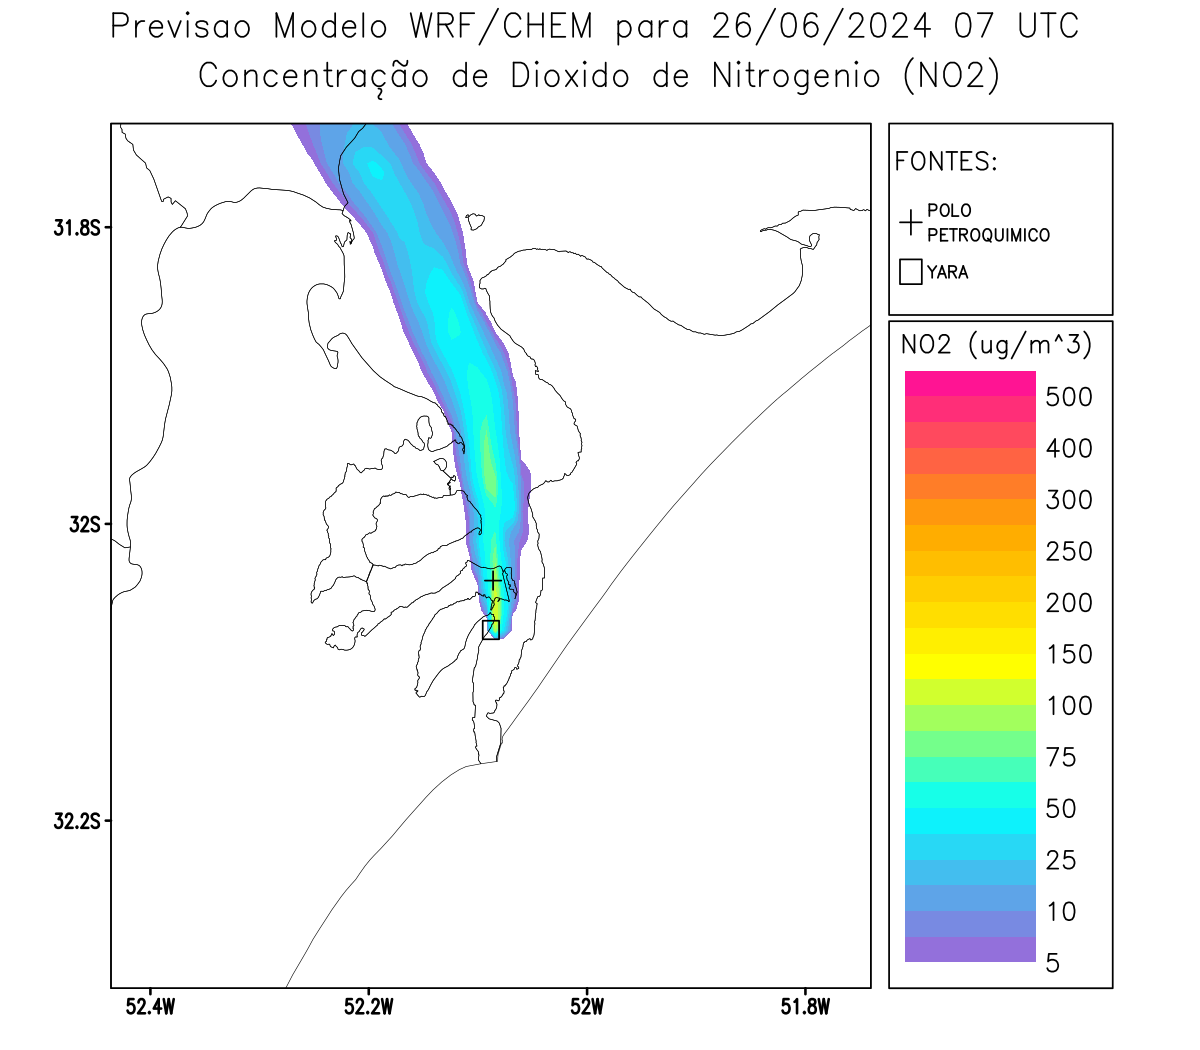 Previsao Modelo WRF/CHEM para 26/06/2024 07 UTC
Concentração de Dioxido de Nitrogenio (NO2)
FONTES:
POLO
PETROQUIMICO
YARA
NO2 (ug/m^3)
500
400
300
250
200
150
100
75
50
25
10
5
31.8S
32S
32.2S
52.4W
52.2W
52W
51.8W